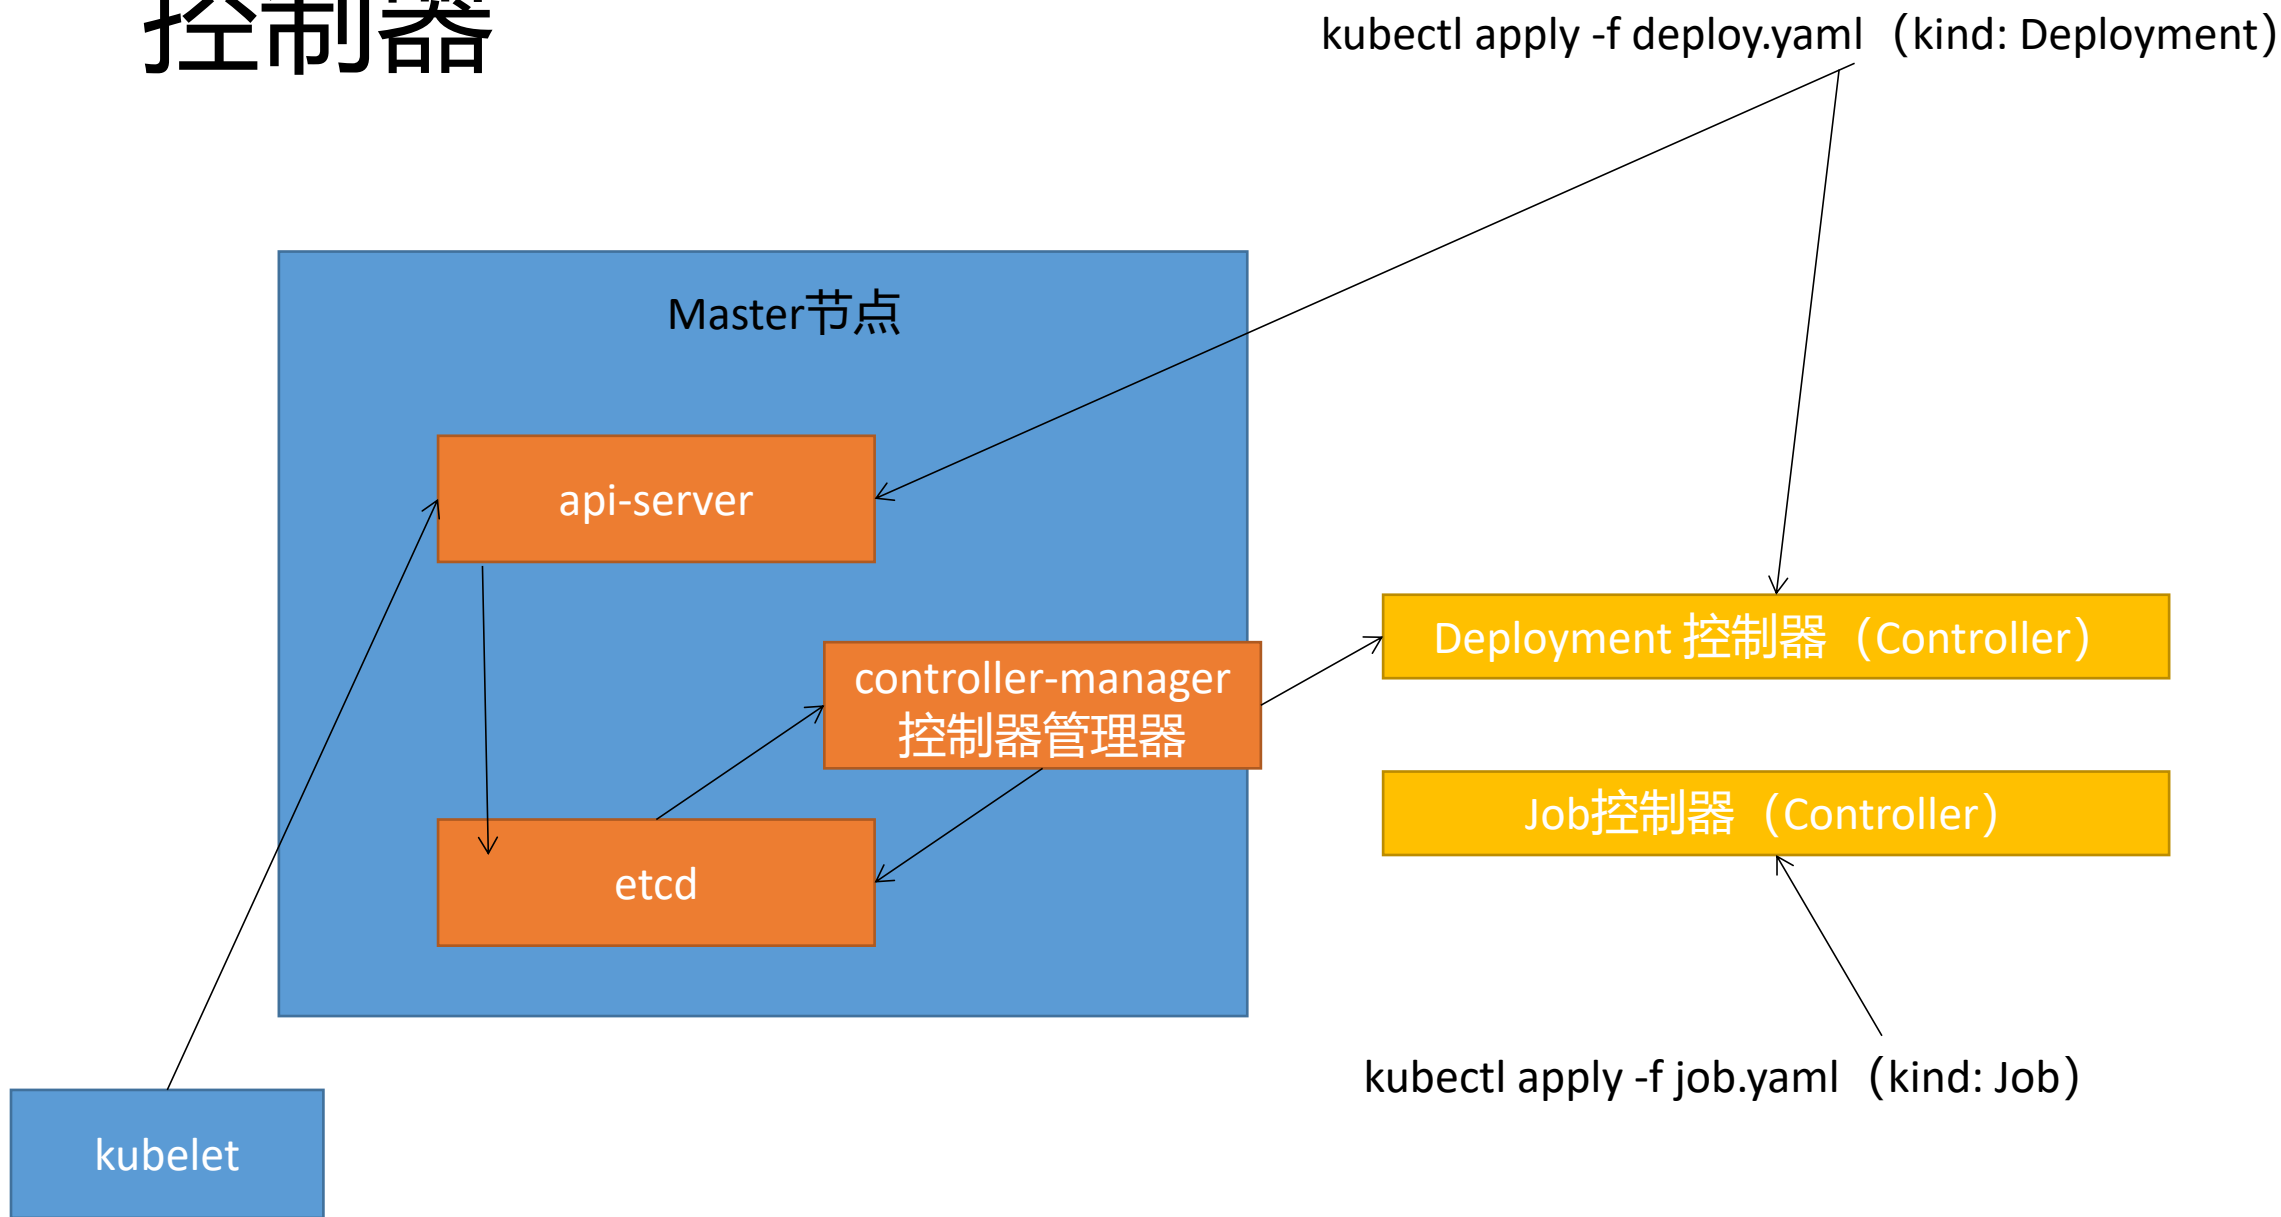 控制器
kubectl apply -f deploy.yaml（kind: Deployment）
Master节点
api-server
Deployment 控制器（Controller）
controller-manager
控制器管理器
Job控制器（Controller）
etcd
kubectl apply -f job.yaml（kind: Job）
kubelet